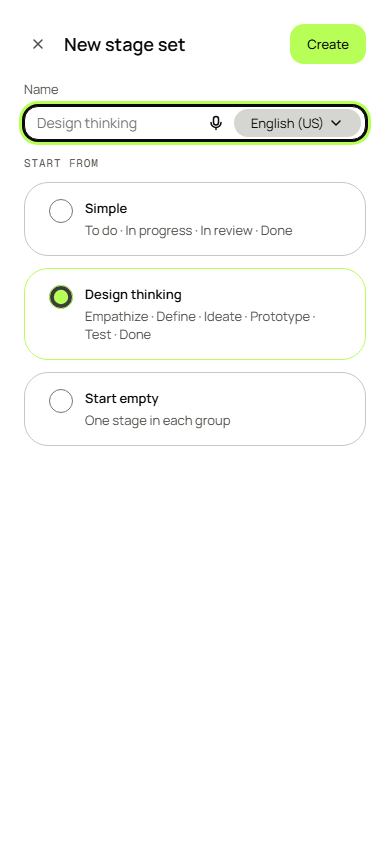 New stage set
Create
Name
Design thinking
English (US)
START FROM
Simple
To do · In progress · In review · Done
Design thinking
Empathize · Define · Ideate · Prototype ·
Test · Done
Start empty
One stage in each group